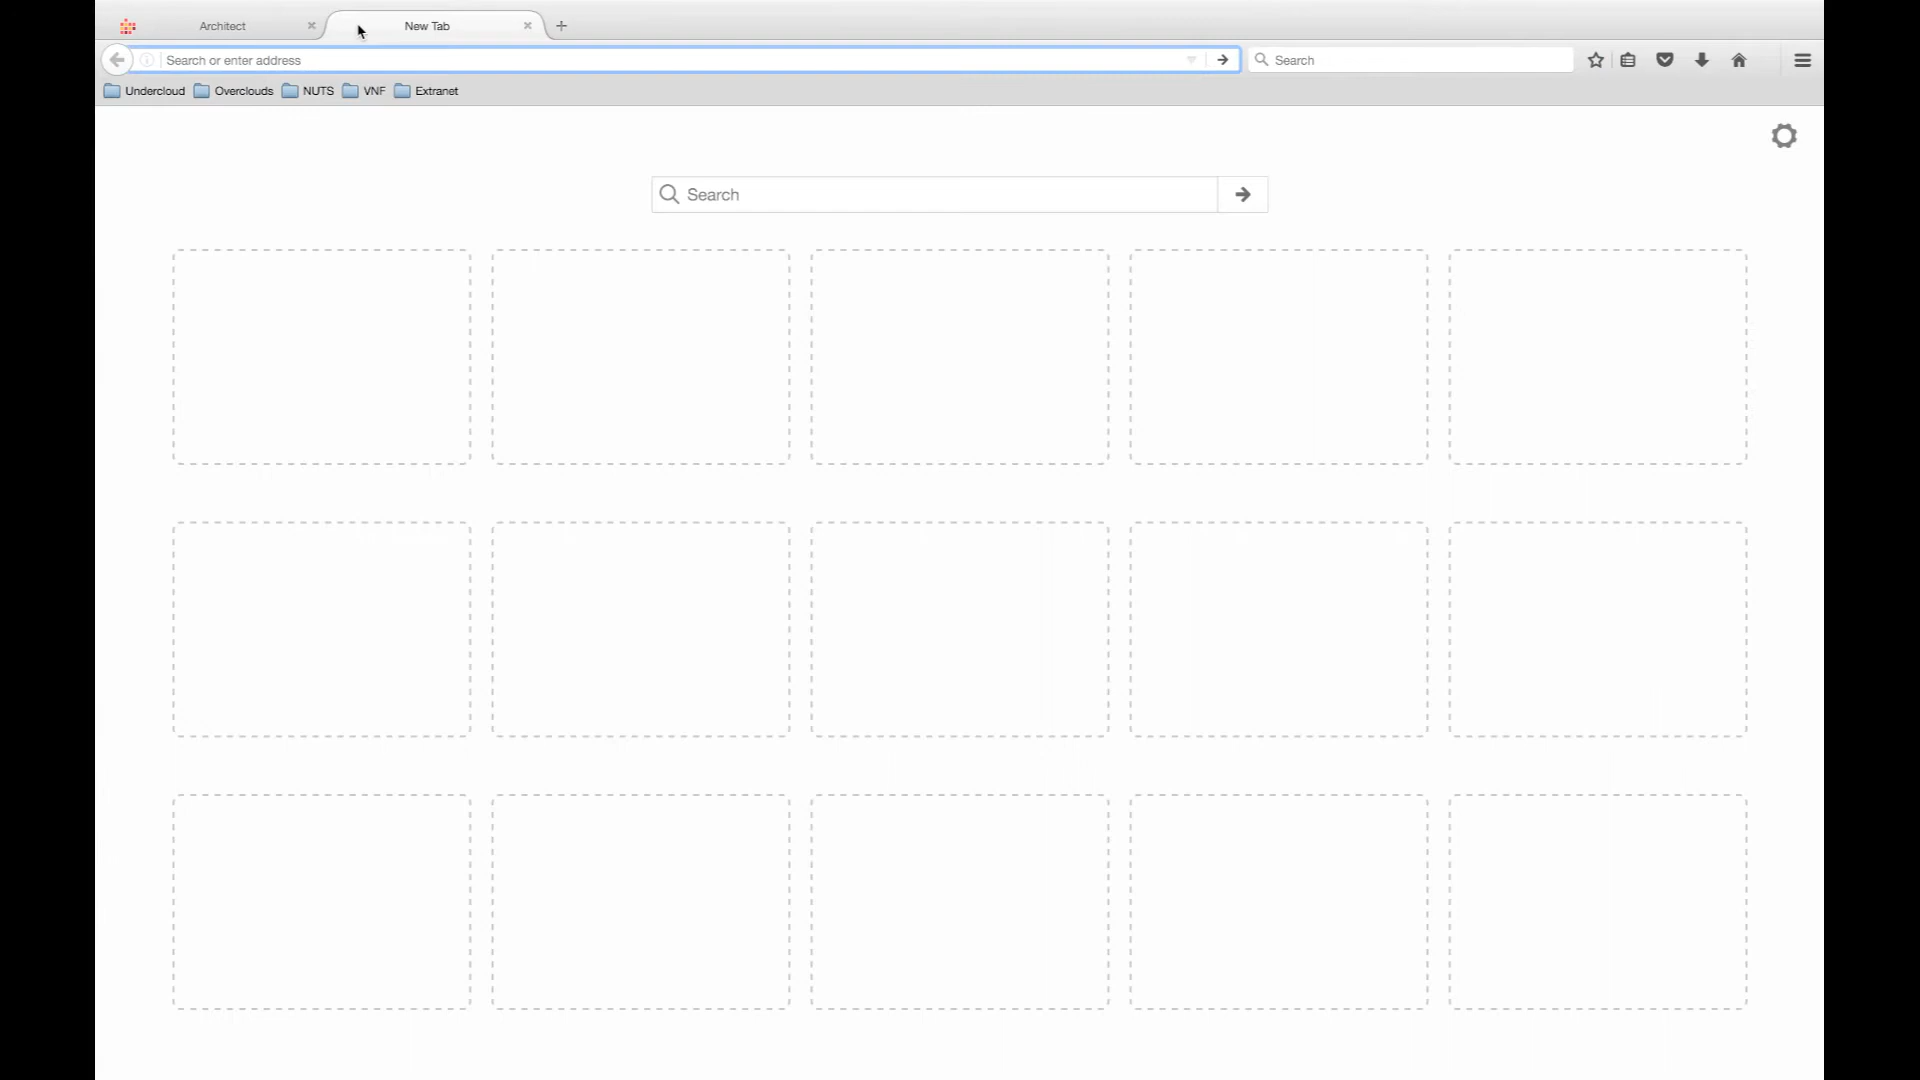 Architect
New Tab
Search or enter address
Search
Undercloud
Overclouds
NUTS
VNF
Extranet
Search